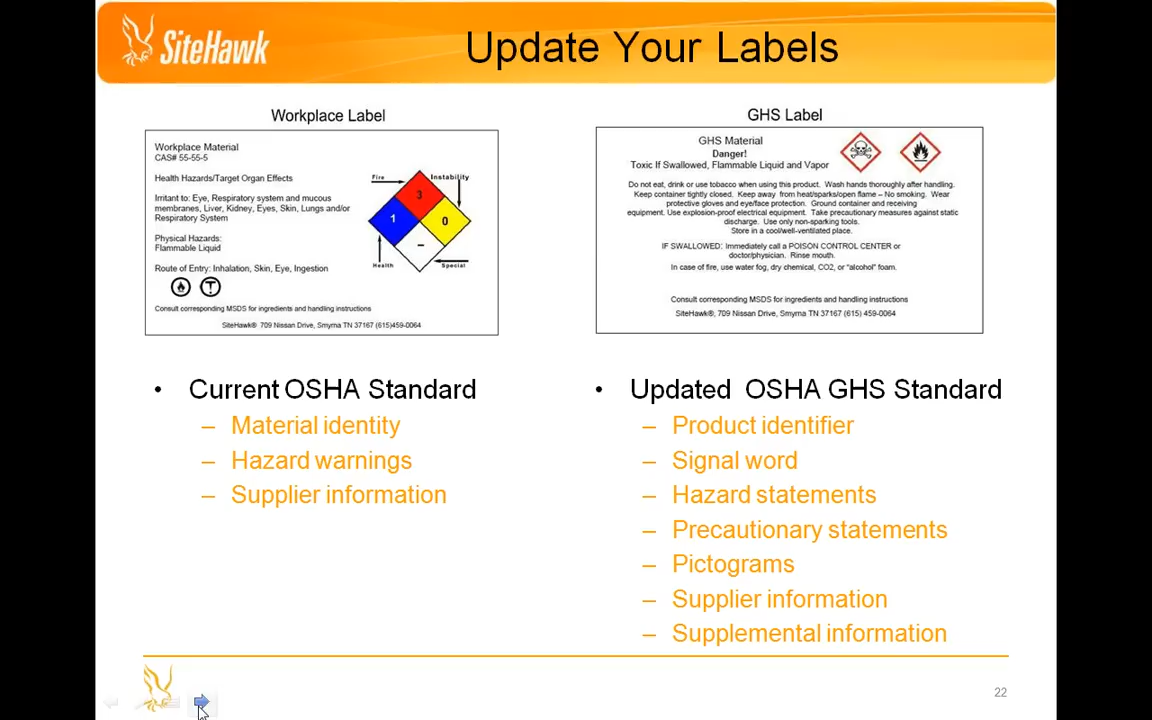 SiteHawk
Update Your Labels
Workplace Label
Workplace Material
CAS# 55-55-5
Health Hazards/Target Organ Effects
Irritant to: Eye, Respiratory system and mucous
membranes, Liver, Kidney, Eyes, Skin, Lungs and/or
Respiratory System
Physical Hazards:
Flammable Liquid
Route of Entry: Inhalation, Skin, Eye, Ingestion
Fire
Instability
3
1
0
–
Health
Special
Consult corresponding MSDS for ingredients and handling instructions
SiteHawk® 709 Nissan Drive, Smyrna TN 37167 (615)459-0064
GHS Label
GHS Material
Danger!
Toxic If Swallowed, Flammable Liquid and Vapor
Do not eat, drink or use tobacco when using this product. Wash hands thoroughly after handling.
Keep container tightly closed. Keep away from heat/sparks/open flame – No smoking. Wear
protective gloves and eye/face protection. Ground container and receiving
equipment. Use explosion-proof electrical equipment. Take precautionary measures against static
discharge. Use only non-sparking tools.
Store in a cool/well-ventilated place.
IF SWALLOWED: Immediately call a POISON CONTROL CENTER or
doctor/physician. Rinse mouth.
In case of fire, use water fog, dry chemical, CO2, or "alcohol" foam.
Consult corresponding MSDS for ingredients and handling instructions
SiteHawk®, 709 Nissan Drive, Smyrna TN 37167 (615) 459-0064
• Current OSHA Standard
– Material identity
– Hazard warnings
– Supplier information
• Updated OSHA GHS Standard
– Product identifier
– Signal word
– Hazard statements
– Precautionary statements
– Pictograms
– Supplier information
– Supplemental information
22